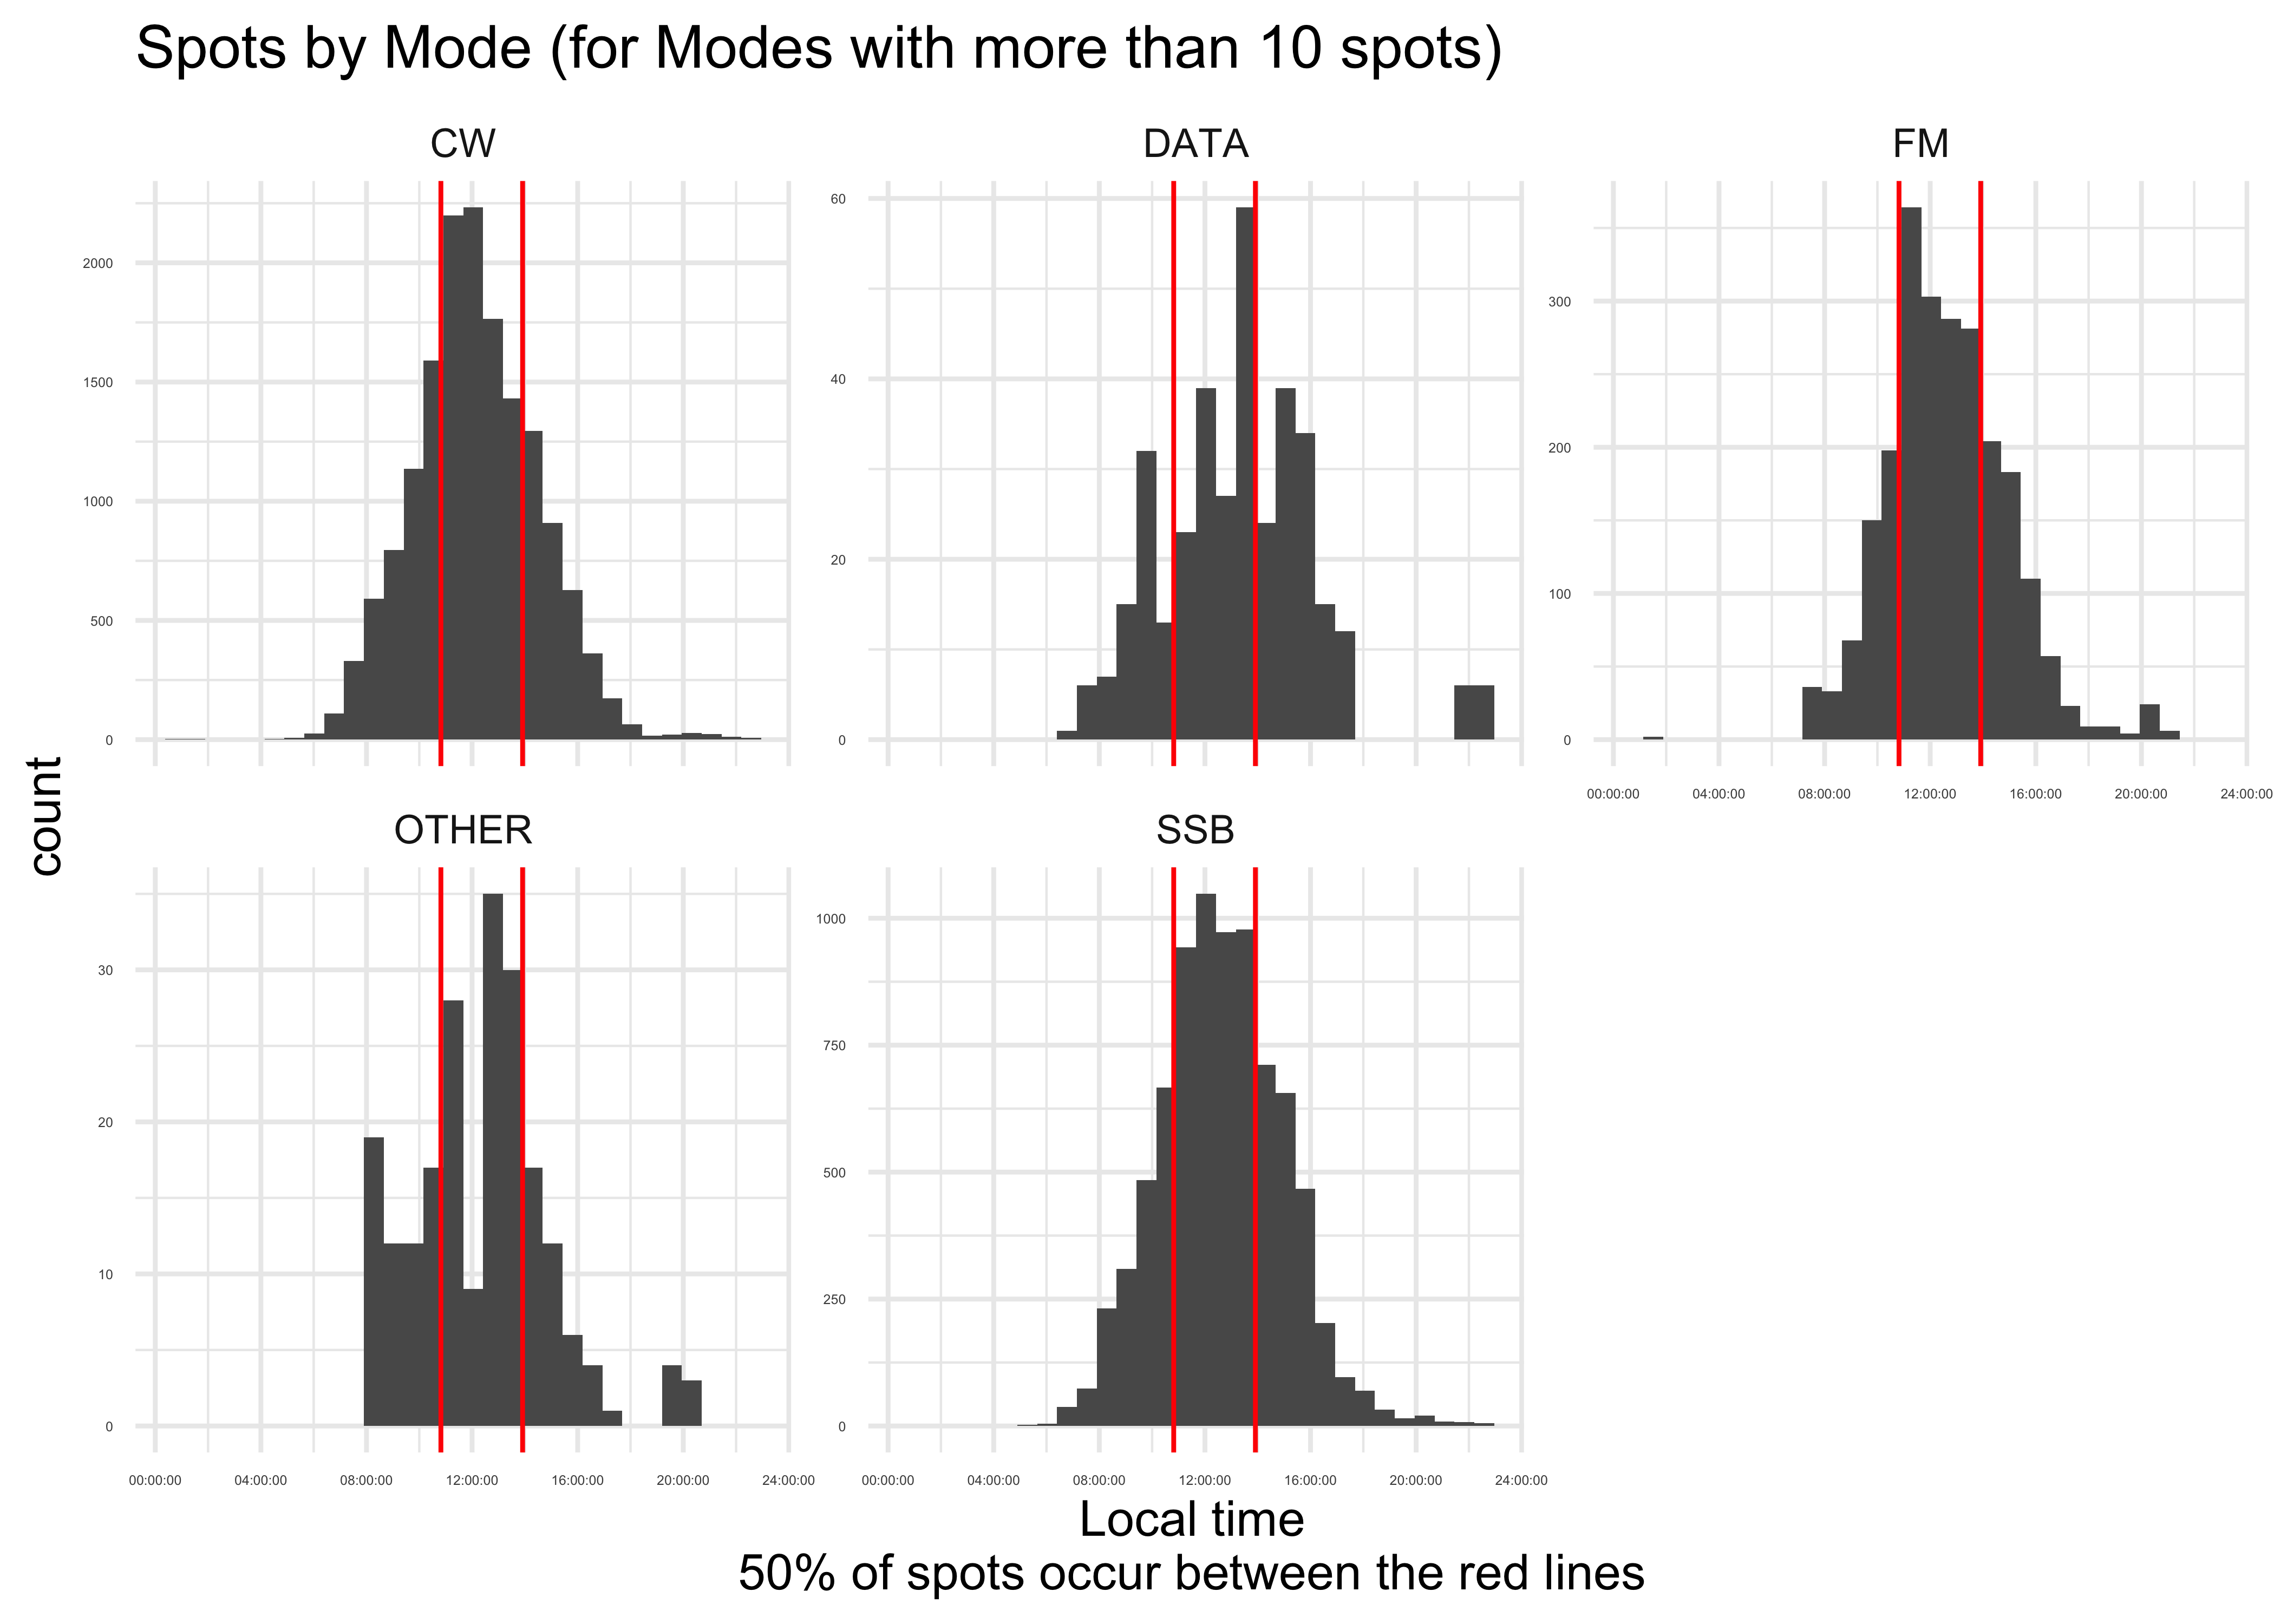 Spots by Mode (for Modes with more than 10 spots)
CW
DATA
FM
2000
1500
1000
500
0
60
40
20
0
300
200
100
0
00:00:00 04:00:00 08:00:00 12:00:00 16:00:00 20:00:00 24:00:00
count
OTHER
SSB
30
20
10
0
1000
750
500
250
0
00:00:00 04:00:00 08:00:00 12:00:00 16:00:00 20:00:00 24:00:00
00:00:00 04:00:00 08:00:00 12:00:00 16:00:00 20:00:00 24:00:00
Local time
50% of spots occur between the red lines